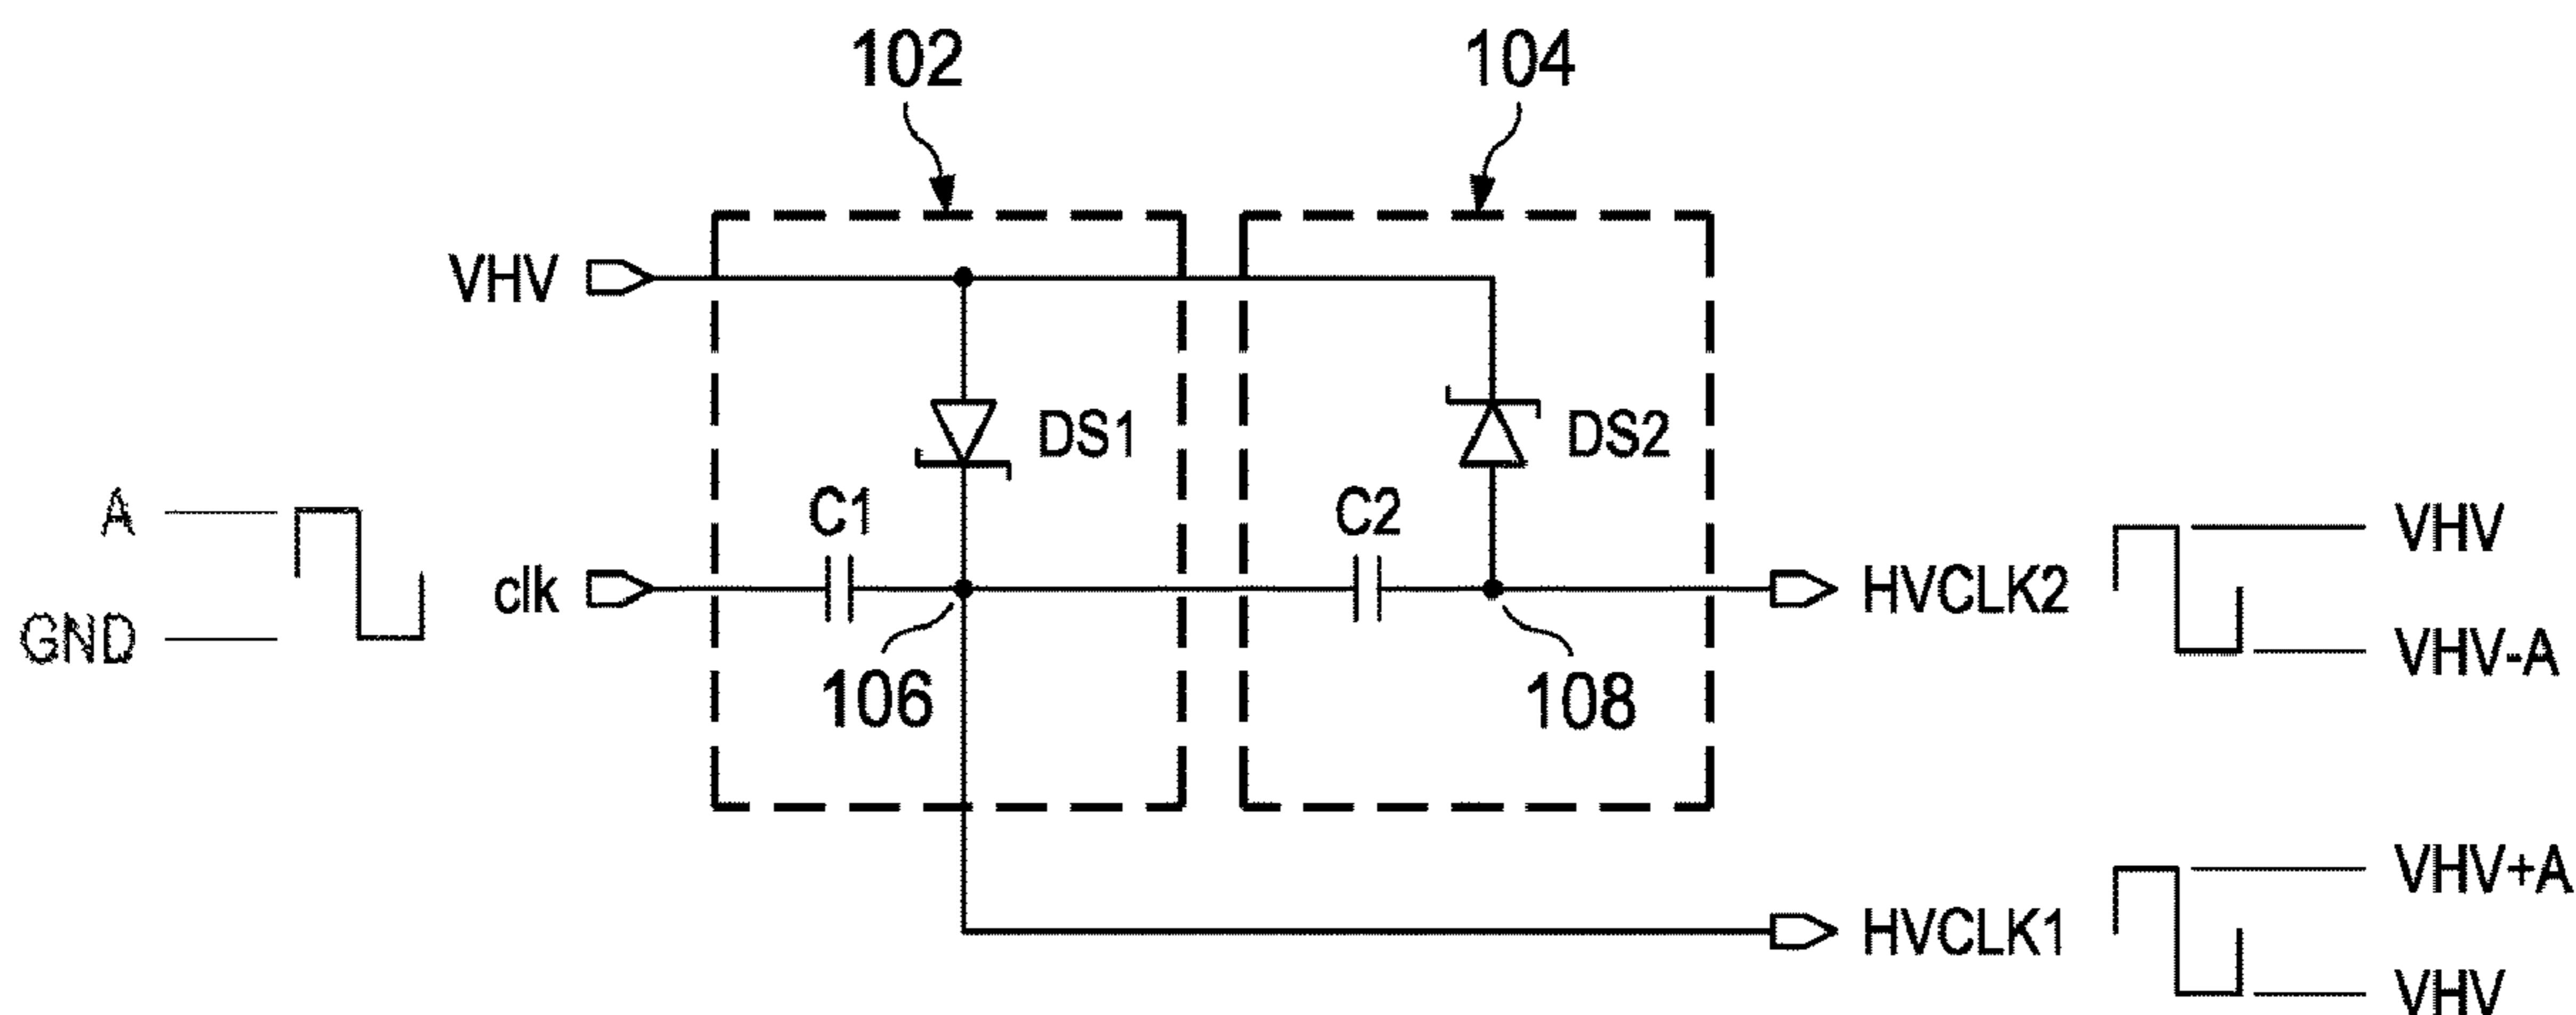 102
104
VHV
DS1
DS2
A
C1
C2
VHV
clk
HVCLK2
GND
VHV-A
106
108
VHV+A
HVCLK1
VHV